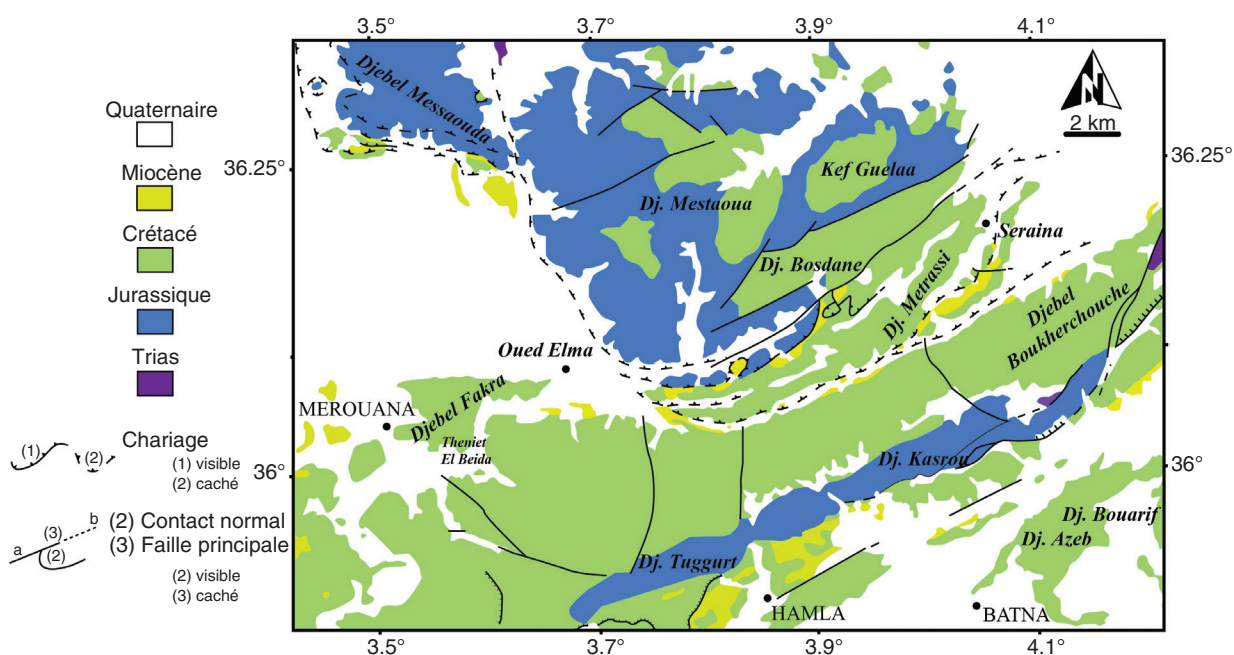 3.5° 3.7° 3.9° 4.1°
Quaternaire
Miocène
Crétacé
Jurassique
Trias
(1) (2) Chariage
(1) visible
(2) caché
a (3) b (2) (2) Contact normal
(3) Faille principale
(2) visible
(3) caché
36.25°
36°
36.25°
36°
N
2 km
Djebel Messaouda
Kef Guelaa
Dj. Mestaoua
Seraina
Dj. Bosdane
Dj. Metrassi
Djebel
Boukherchouche
Oued Elma
MEROUANA
Djebel Fakra
Theniet
El Beida
Dj. Kasrou
Dj. Bouarif
Dj. Azeb
Dj. Tuggurt
HAMLA
BATNA
3.5° 3.7° 3.9° 4.1°